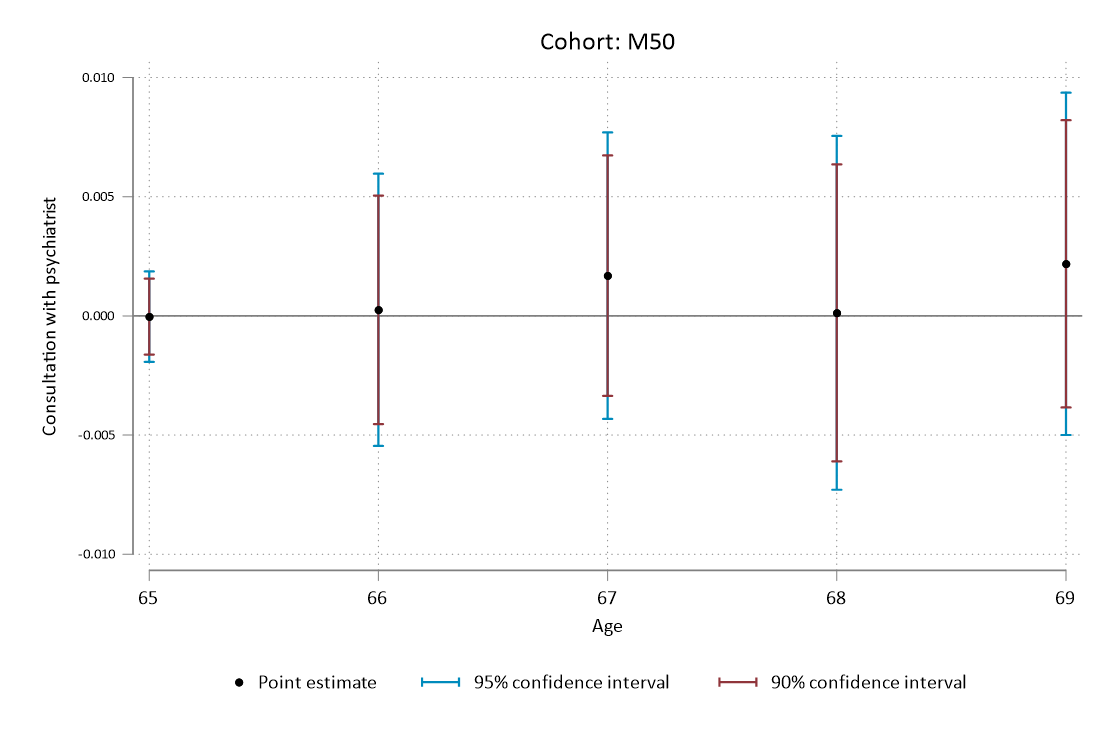 Cohort: M50
0.010
0.005
0.000
-0.005
-0.010
Consultation with psychiatrist
65 66 67 68 69
Age
Point estimate 95% confidence interval 90% confidence interval